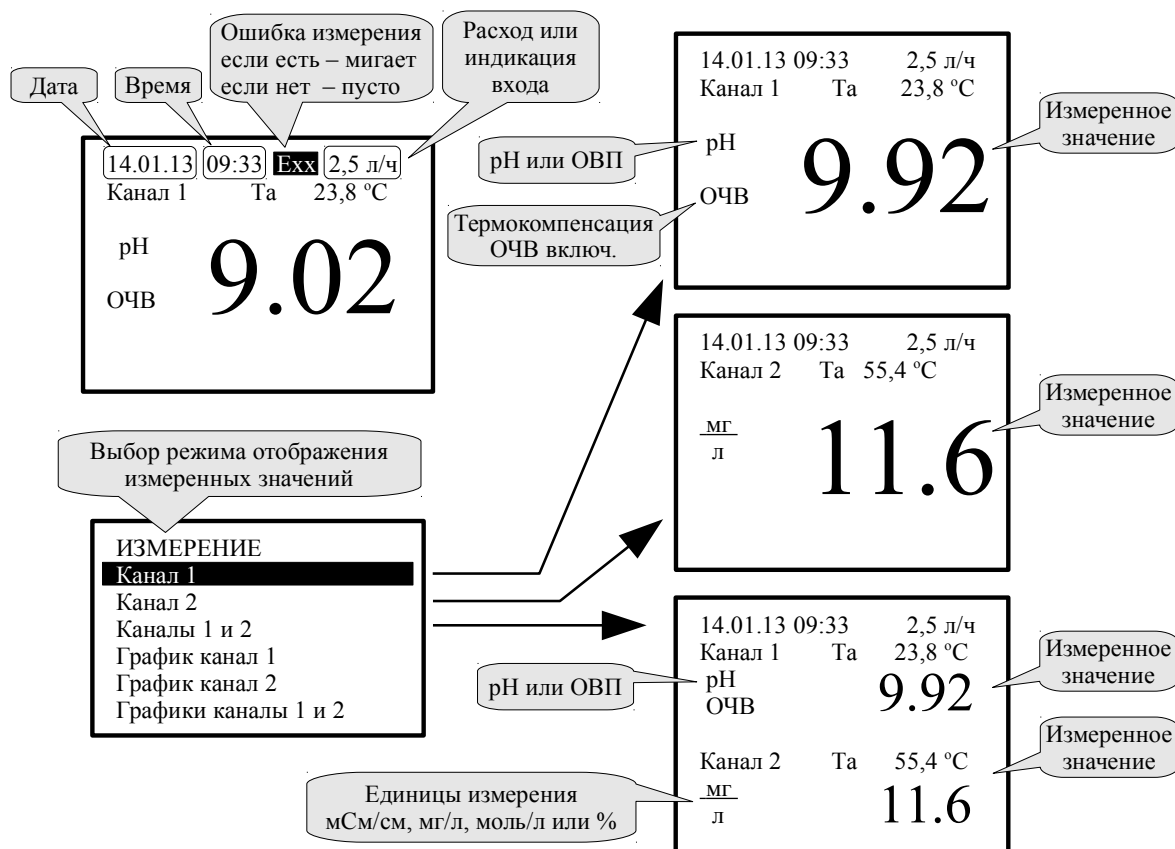 Дата
Время
Ошибка измерения
если есть – мигает
если нет – пусто
Расход или
индикация
входа
14.01.13 09:33 Exx 2,5 л/ч
Канал 1 Та 23,8 ºC
pH
9.02
ОЧВ
Выбор режима отображения
измеренных значений
ИЗМЕРЕНИЕ
Канал 1
Канал 2
Каналы 1 и 2
График канал 1
График канал 2
Графики каналы 1 и 2
14.01.13 09:33 2,5 л/ч
Канал 1 Та 23,8 ºC
pH
9.92
ОЧВ
pH или ОВП
Термокомпенсация
ОЧВ включ.
Измеренное
значение
14.01.13 09:33 2,5 л/ч
Канал 2 Та 55,4 ºC
мг
л
11.6
Измеренное
значение
14.01.13 09:33 2,5 л/ч
Канал 1 Та 23,8 ºC
pH
9.92
ОЧВ
pH или ОВП
Измеренное
значение
Канал 2 Та 55,4 ºC
мг
л
11.6
Измеренное
значение
Единицы измерения
мСм/см, мг/л, моль/л или %